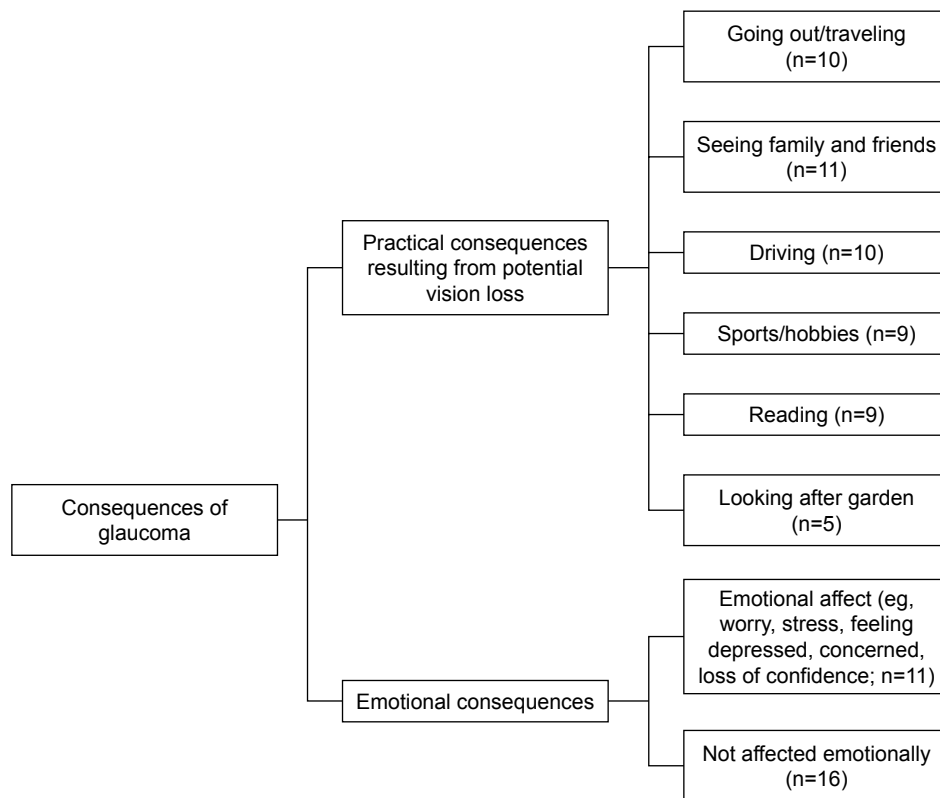 Going out/traveling
(n=10)
Seeing family and friends
(n=11)
Practical consequences
resulting from potential
vision loss
Driving (n=10)
Sports/hobbies (n=9)
Reading (n=9)
Looking after garden
(n=5)
Consequences of
glaucoma
Emotional affect (eg,
worry, stress, feeling
depressed, concerned,
loss of confidence; n=11)
Emotional consequences
Not affected emotionally
(n=16)